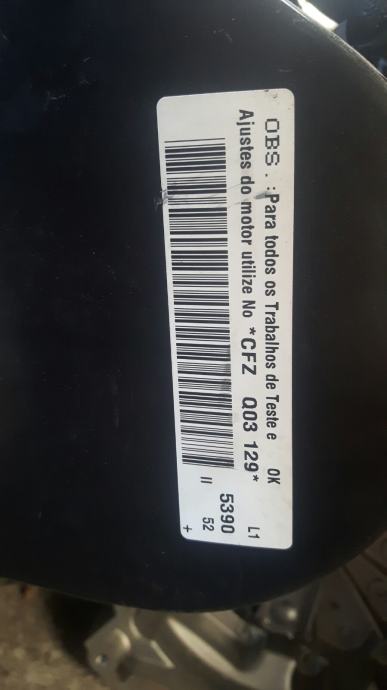 OBS. :Para todos os Trabalhos de Teste e OK
Ajustes do motor utilize No *CFZ Q03 129* L1
5390
II 52
+